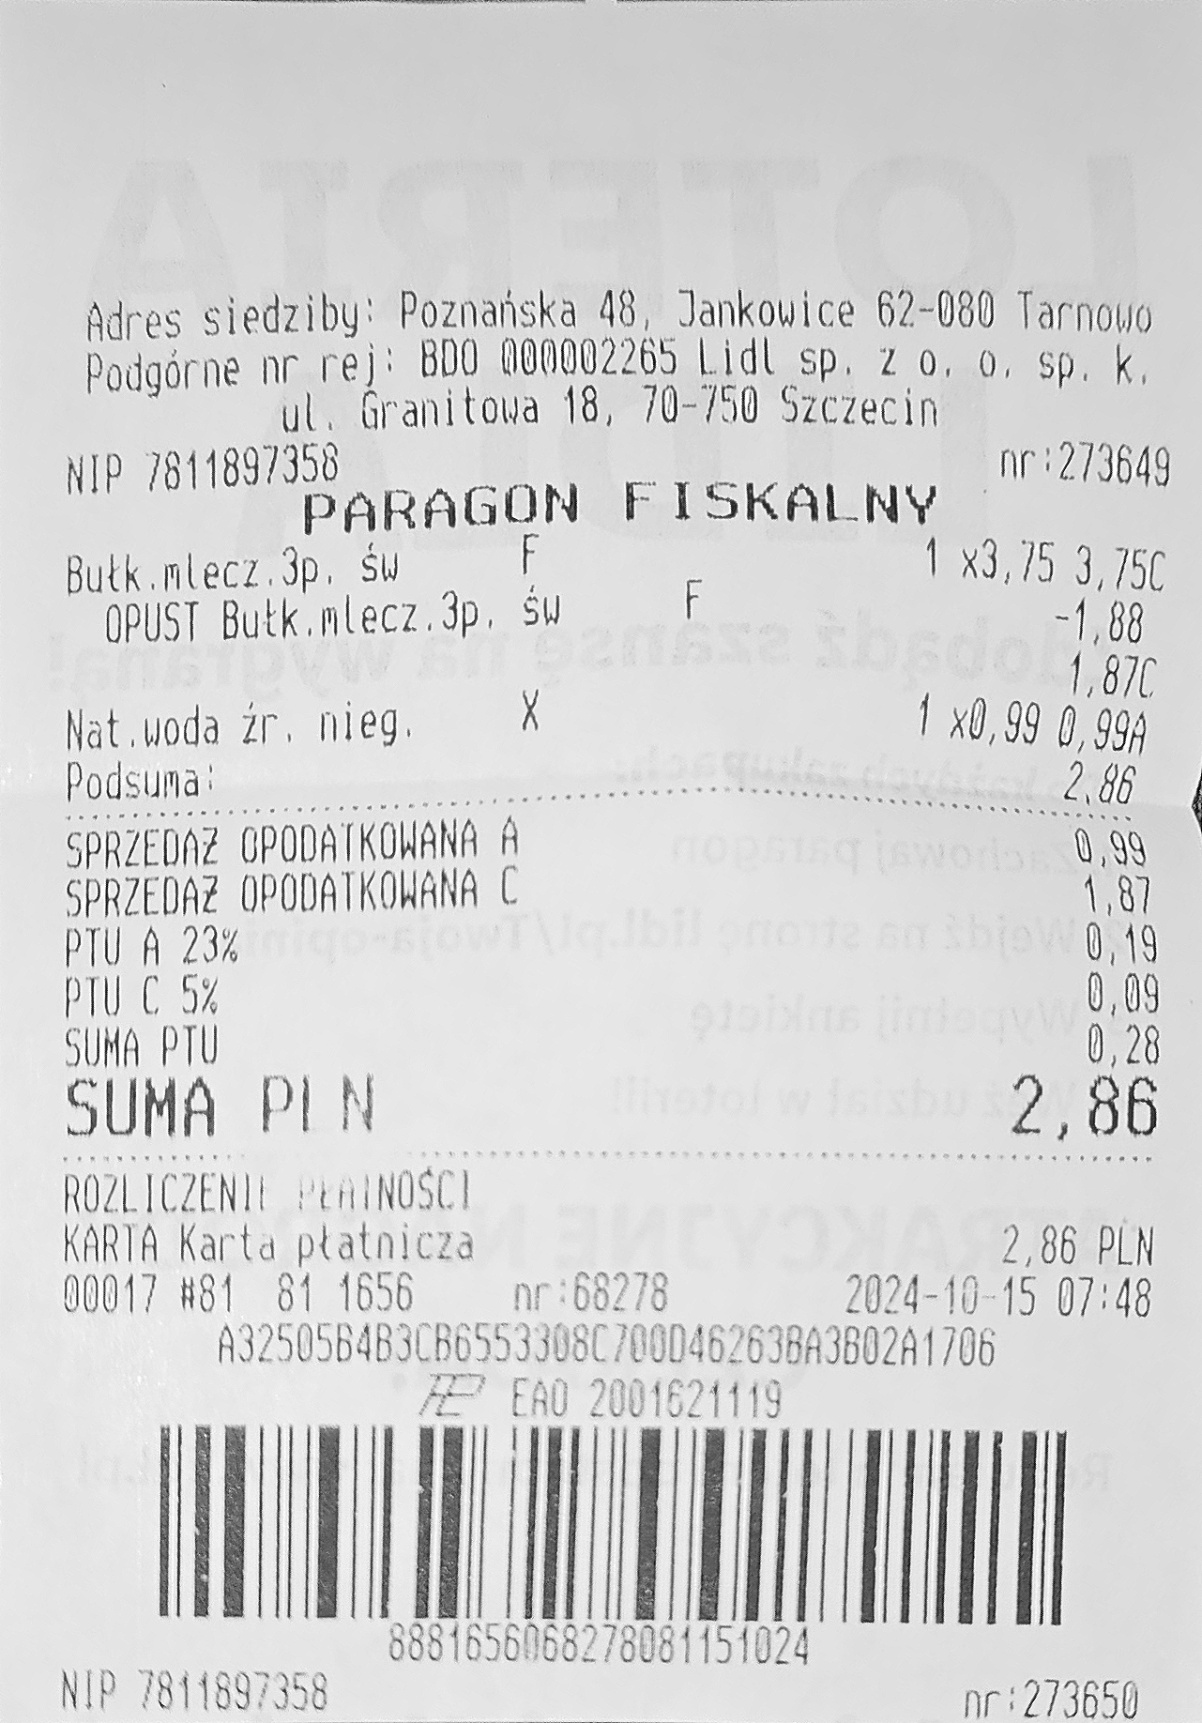 Adres siedziby: Poznańska 48, Jankowice 62-080 Tarnowo
Podgórne nr rej: BDO 000002265 Lidl sp. z o. o. sp. k.
ul. Granitowa 18, 70-750 Szczecin
NIP 7811897358 nr:273649
PARAGON FISKALNY
Bułk.mlecz.3p. św F 1 x3,75 3,75C
OPUST Bułk.mlecz.3p. św F -1,88
1,87C
Nat.woda źr. nieg. X 1 x0,99 0,99A
Podsuma: 2,86
SPRZEDAŻ OPODATKOWANA A 0,99
SPRZEDAŻ OPODATKOWANA C 1,87
PTU A 23% 0,19
PTU C 5% 0,09
SUMA PTU 0,28
SUMA PLN 2,86
ROZLICZENIE PŁATNOŚCI
KARTA Karta płatnicza 2,86 PLN
00017 #81 81 1656 nr:68278 2024-10-15 07:48
A32505B4B3CB6553308C700D46263BA3B02A1706
EAO 2001621119
8881656068278081151024
NIP 7811897358 nr:273650